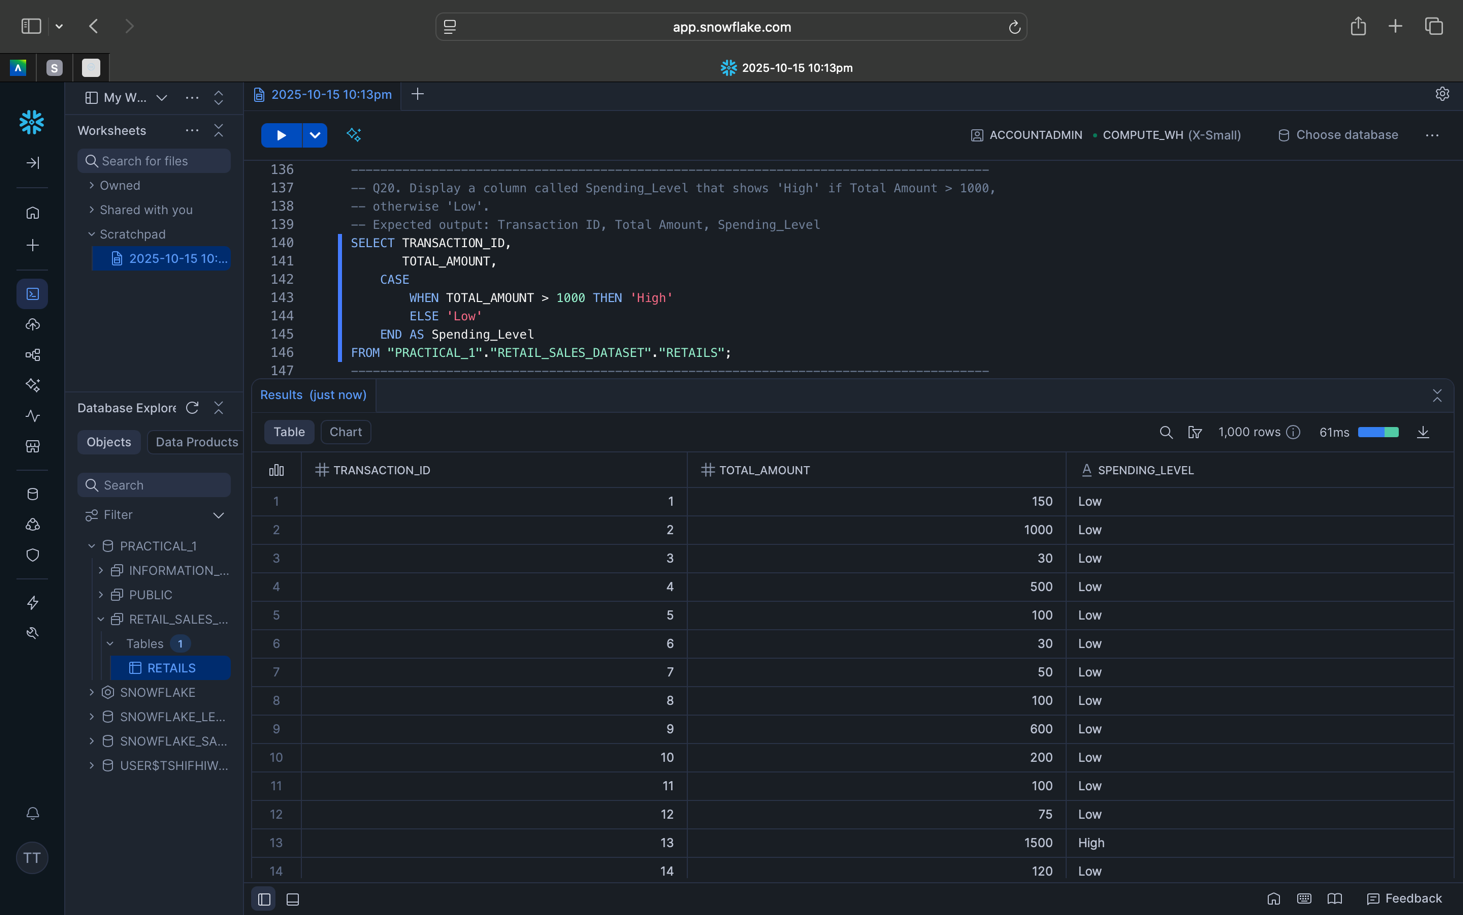 app.snowflake.com
S
2025-10-15 10:13pm
My W...
2025-10-15 10:13pm
Worksheets
ACCOUNTADMIN
COMPUTE_WH (X-Small)
Choose database
Search for files
Owned
Shared with you
Scratchpad
2025-10-15 10:...
136 ----------------------------------------------------------------------------------------
137 -- Q20. Display a column called Spending_Level that shows 'High' if Total Amount > 1000,
138 -- otherwise 'Low'.
139 -- Expected output: Transaction ID, Total Amount, Spending_Level
140 SELECT TRANSACTION_ID,
141 TOTAL_AMOUNT,
142 CASE
143 WHEN TOTAL_AMOUNT > 1000 THEN 'High'
144 ELSE 'Low'
145 END AS Spending_Level
146 FROM "PRACTICAL_1"."RETAIL_SALES_DATASET"."RETAILS";
147 ---------------------------------------------------------------------------------------
Database Explore
Objects
Data Products
Search
Filter
PRACTICAL_1
INFORMATION_...
PUBLIC
RETAIL_SALES_...
Tables 1
RETAILS
SNOWFLAKE
SNOWFLAKE_LE...
SNOWFLAKE_SA...
USER$TSHIFHIW...
TT
Results (just now)
Table
Chart
1,000 rows
61ms
TRANSACTION_ID TOTAL_AMOUNT SPENDING_LEVEL
1 1 150 Low
2 2 1000 Low
3 3 30 Low
4 4 500 Low
5 5 100 Low
6 6 30 Low
7 7 50 Low
8 8 100 Low
9 9 600 Low
10 10 200 Low
11 11 100 Low
12 12 75 Low
13 13 1500 High
14 14 120 Low
Feedback